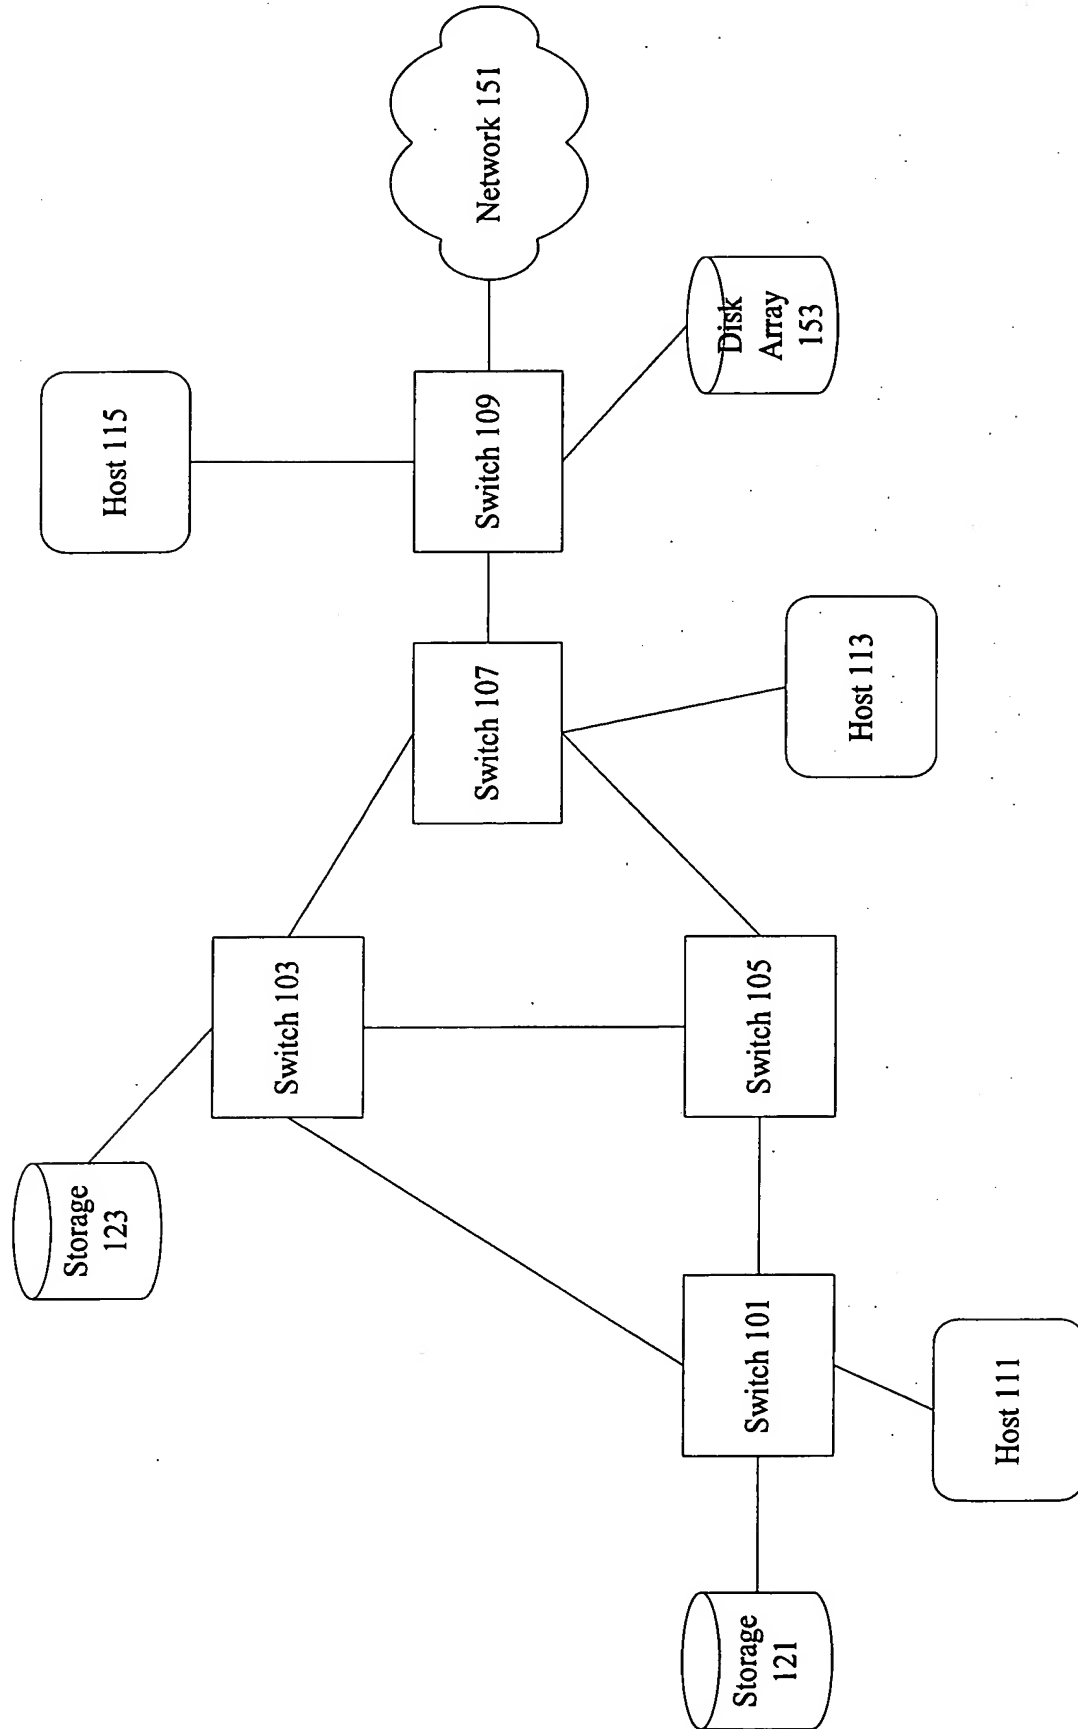 Storage
123
Host 115
Switch 103
Switch 107
Switch 109
Network 151
Storage
121
Switch 101
Switch 105
Host 113
Disk
Array
153
Host 111